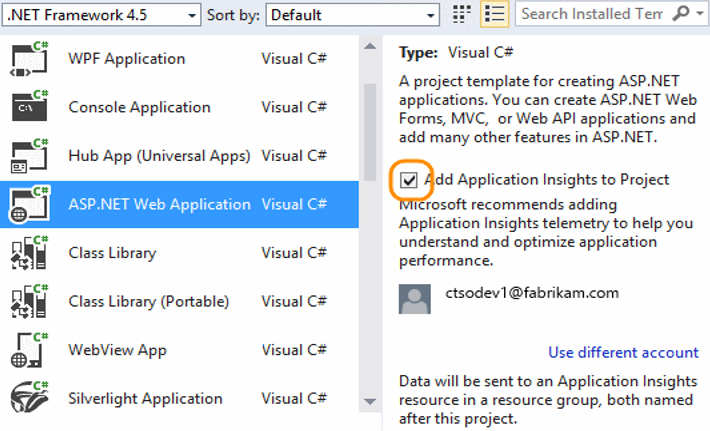 .NET Framework 4.5 Sort by: Default Search Installed Tem
WPF Application Visual C#
Console Application Visual C#
Hub App (Universal Apps) Visual C#
ASP.NET Web Application Visual C#
Class Library Visual C#
Class Library (Portable) Visual C#
WebView App Visual C#
Silverlight Application Visual C#
Type: Visual C#
A project template for creating ASP.NET
applications. You can create ASP.NET Web
Forms, MVC, or Web API applications and
add many other features in ASP.NET.
Add Application Insights to Project
Microsoft recommends adding
Application Insights telemetry to help you
understand and optimize application
performance.
ctsodev1@fabrikam.com
Use different account
Data will be sent to an Application Insights
resource in a resource group, both named
after this project.